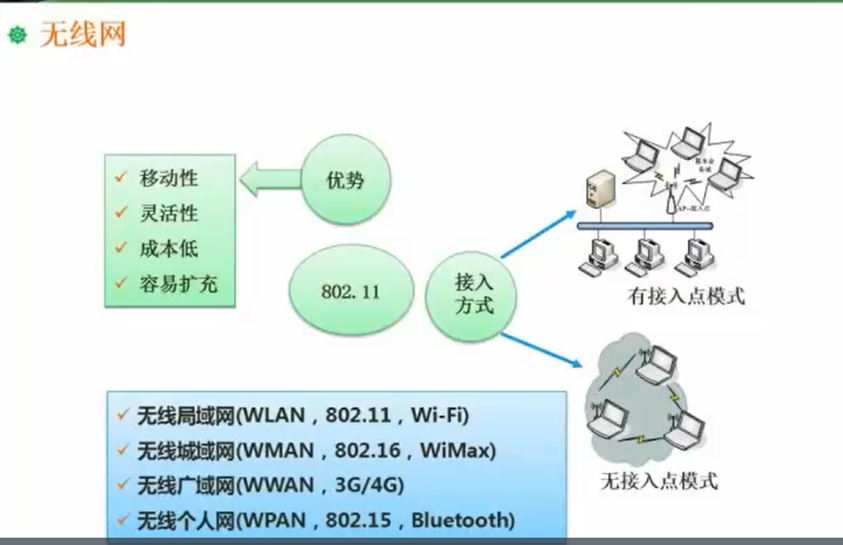 无线网
优势
移动性
灵活性
成本低
容易扩充
802.11
接入
方式
AP-接入点
有接入点模式
无接入点模式
无线局域网(WLAN，802.11，Wi-Fi)
无线城域网(WMAN，802.16，WiMax)
无线广域网(WWAN，3G/4G)
无线个人网(WPAN，802.15，Bluetooth)